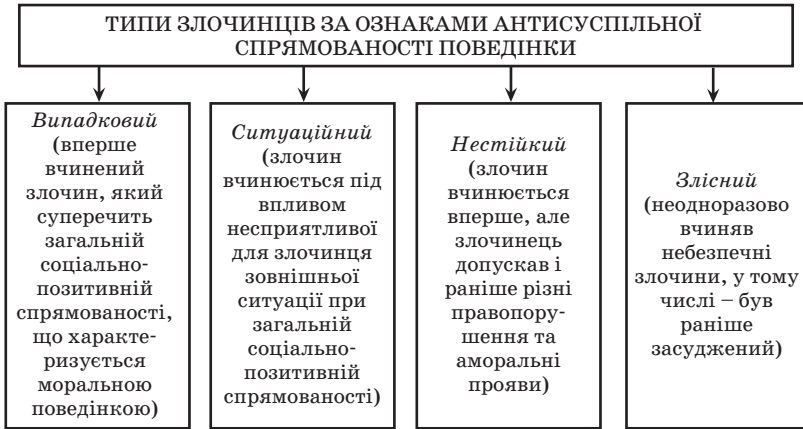 ТИПИ ЗЛОЧИНЦІВ ЗА ОЗНАКАМИ АНТИСУСПІЛЬНОЇ
СПРЯМОВАНОСТІ ПОВЕДІНКИ
Випадковий
(вперше
вчинений
злочин, який
суперечить
загальній
соціально-
позитивній
спрямованості,
що характе-
ризується
моральною
поведінкою)
Ситуаційний
(злочин
вчинюється під
впливом
несприятливої
для злочинця
зовнішньої
ситуації при
загальній
соціально-
позитивній
спрямованості)
Нестійкий
(злочин
вчинюється
вперше, але
злочинець
допускав і
раніше різні
правопору-
шення та
аморальні
прояви)
Злісний
(неодноразово
вчиняв
небезпечні
злочини, у тому
числі – був
раніше
засуджений)